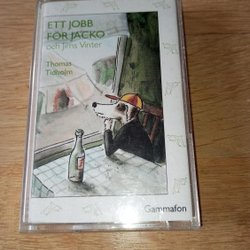 ETT JOBB
FÖR JACKO
och Jims Vinter
Thomas
Tidholm
Gammafon